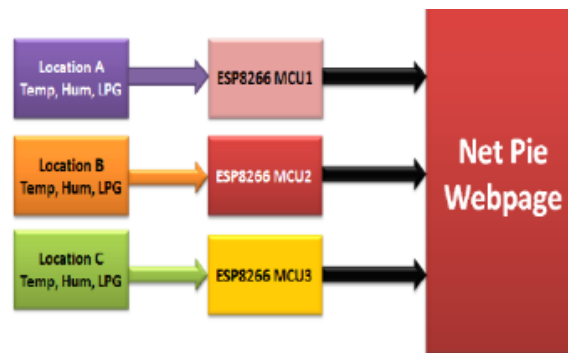 Location A
Temp, Hum, LPG
ESP8266 MCU1
Location B
Temp, Hum, LPG
ESP8266 MCU2
Location C
Temp, Hum, LPG
ESP8266 MCU3
Net Pie
Webpage